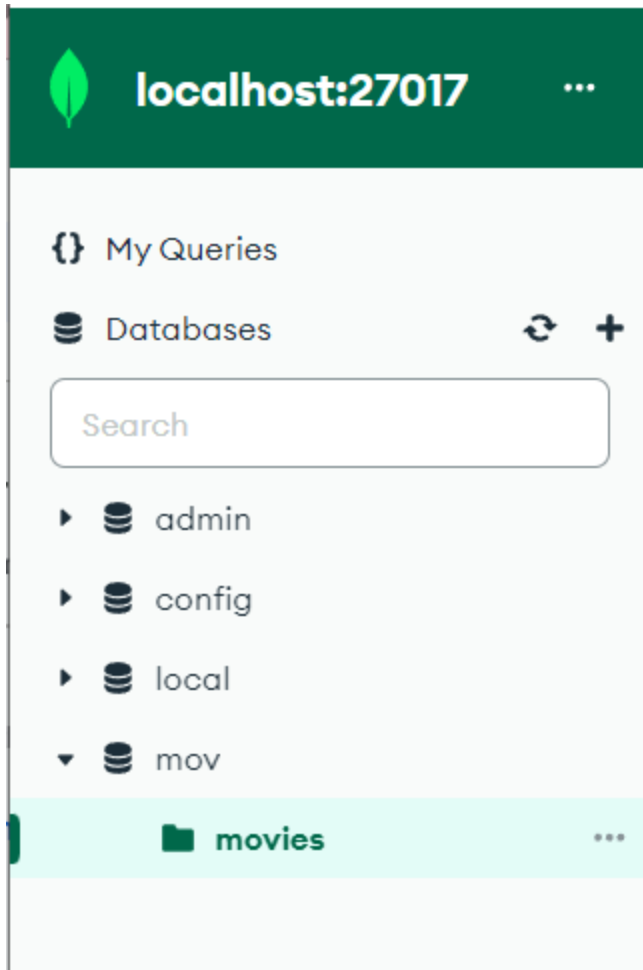 localhost:27017
{} My Queries
Databases
Search
admin
config
local
mov
movies